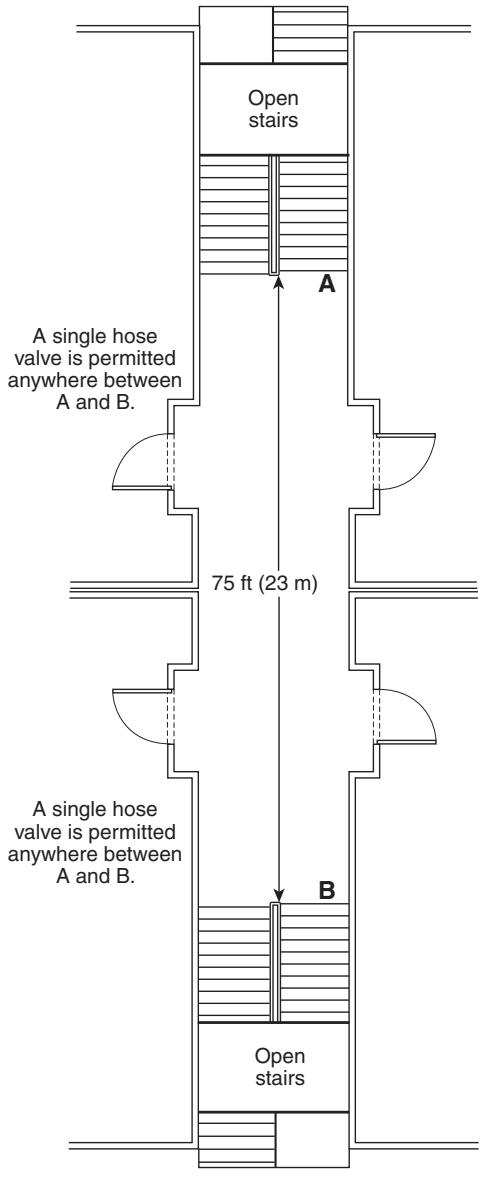 Open
stairs
A
A single hose
valve is permitted
anywhere between
A and B.
75 ft (23 m)
A single hose
valve is permitted
anywhere between
A and B.
B
Open
stairs